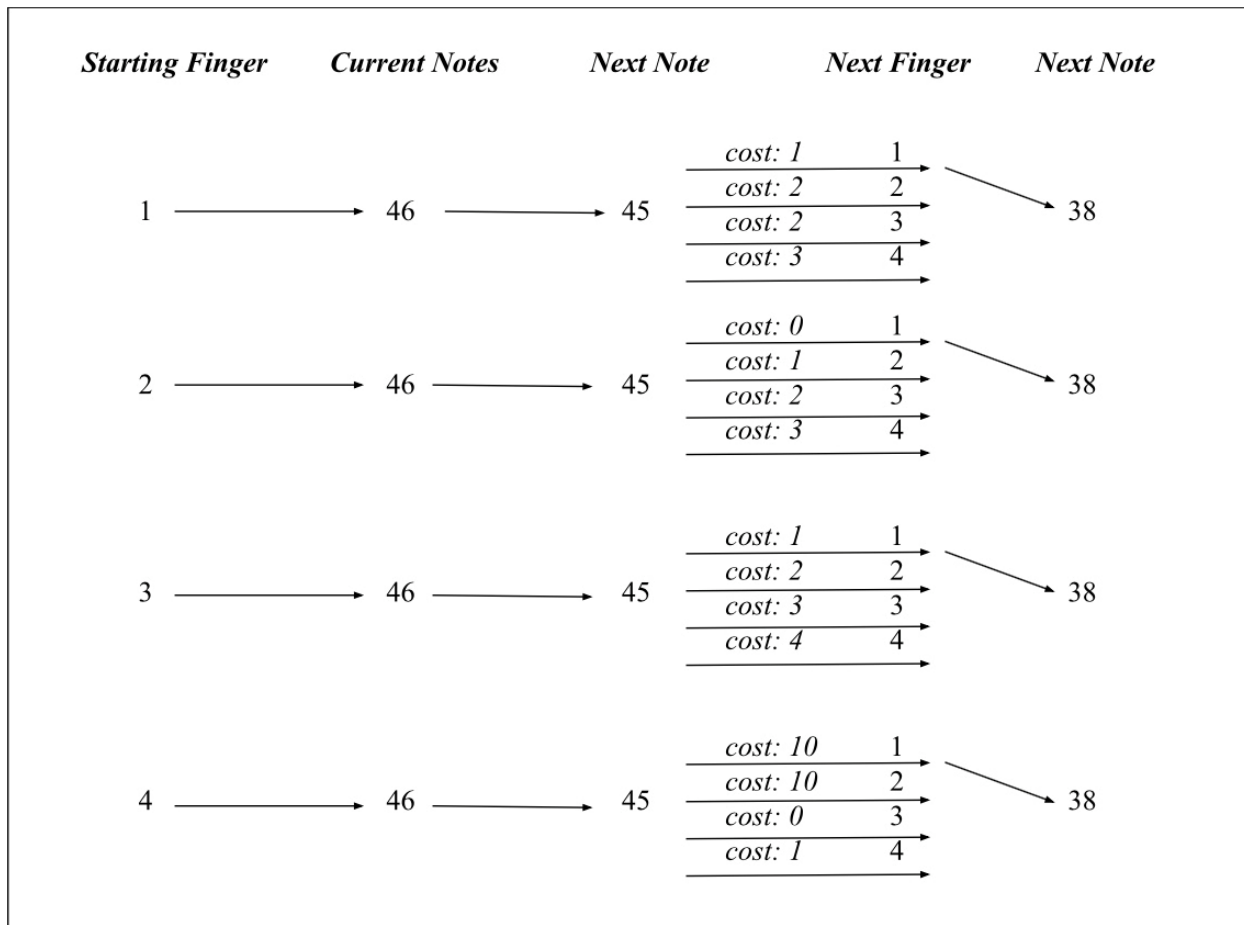 Starting Finger Current Notes Next Note Next Finger Next Note
cost: 1 1
cost: 2 2
1 46 45 38
cost: 2 3
cost: 3 4
cost: 0 1
cost: 1 2
2 46 45 38
cost: 2 3
cost: 3 4
cost: 1 1
cost: 2 2
3 46 45 38
cost: 3 3
cost: 4 4
cost: 10 1
cost: 10 2
4 46 45 38
cost: 0 3
cost: 1 4